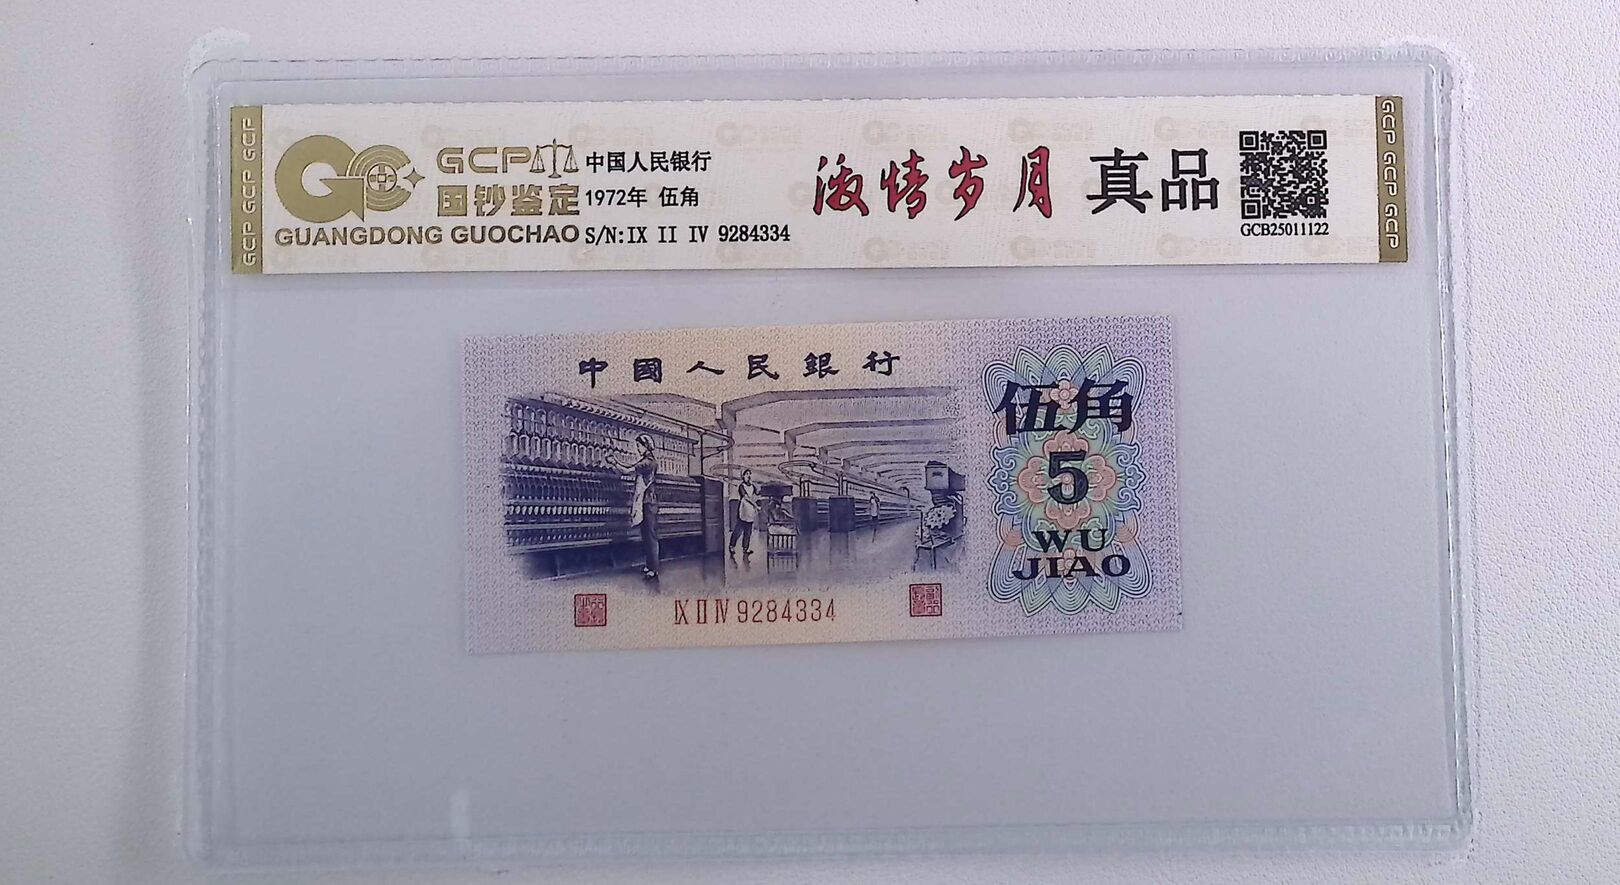 GCP GCP GCP
GCP
国钞鉴定
GUANGDONG GUOCHAO
中国人民银行
1972年 伍角
S/N:IX II IV 9284334
激情岁月 真品
GCB25011122
GCP GCP GCP
中國人民銀行
伍角
5
WU
JIAO
IX II IV 9284334